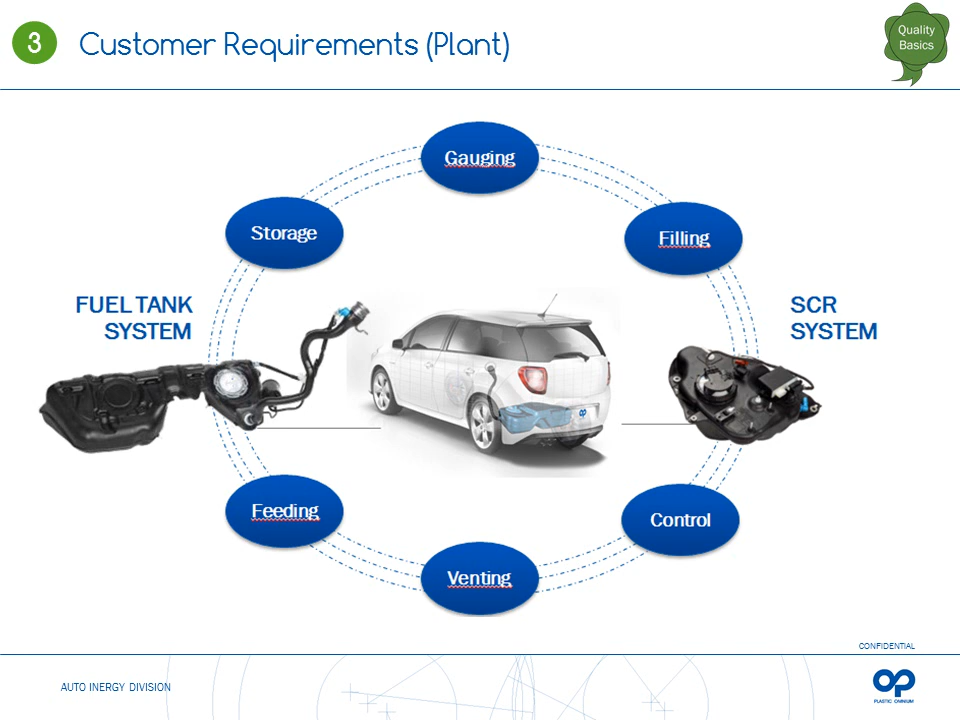 3
Customer Requirements (Plant)
Quality
Basics
Gauging
Storage
Filling
FUEL TANK
SYSTEM
SCR
SYSTEM
Feeding
Control
Venting
CONFIDENTIAL
AUTO INERGY DIVISION
PLASTIC OMNIUM